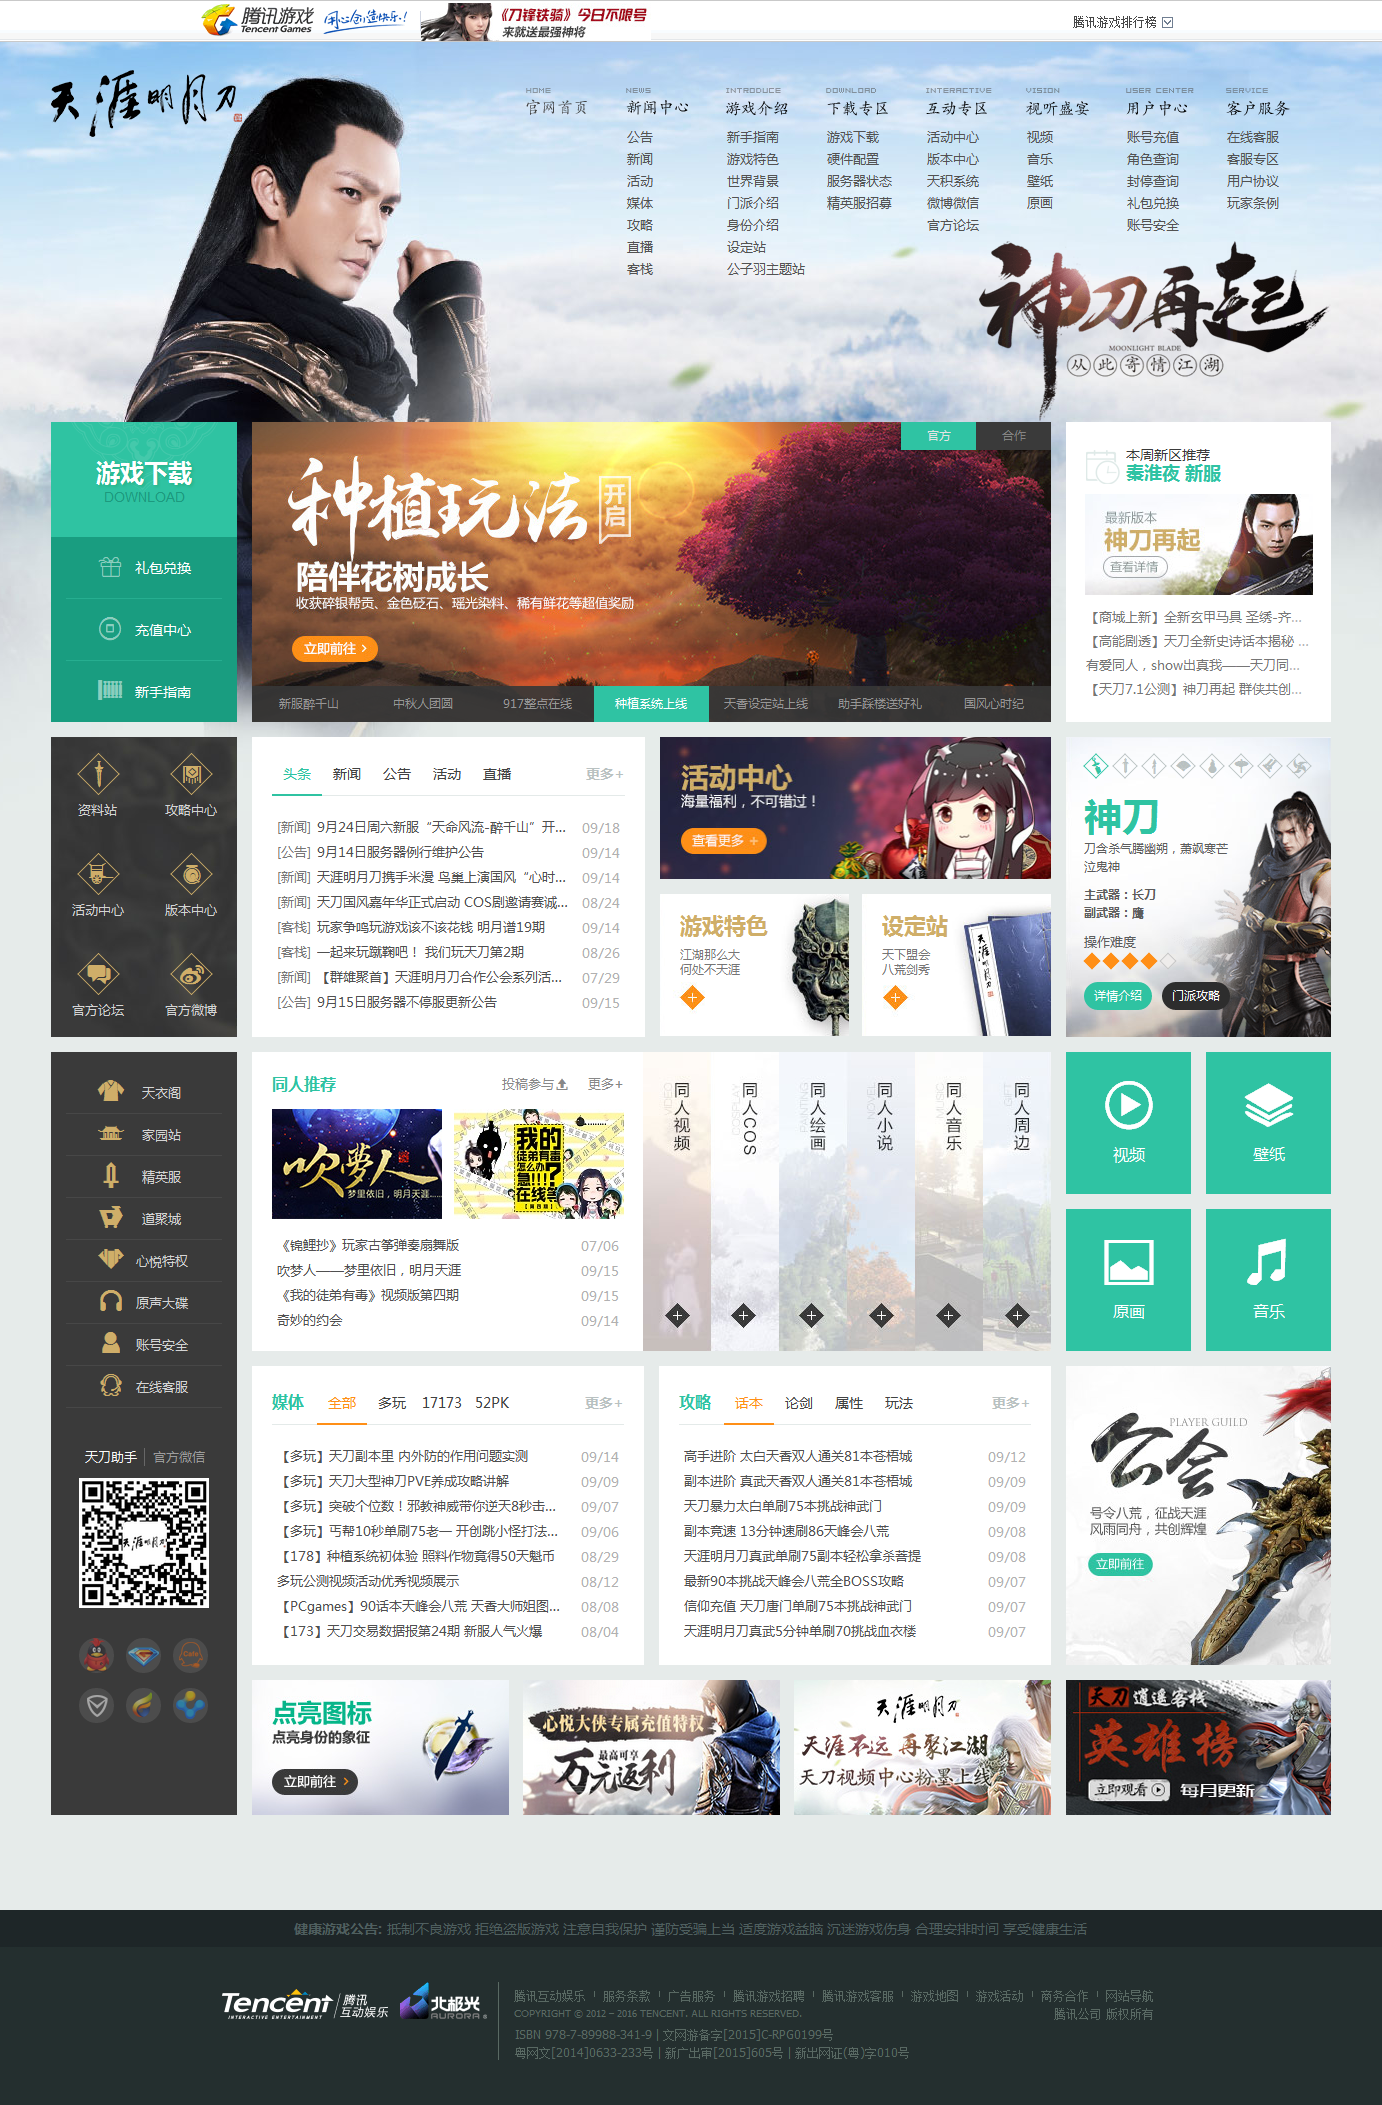 腾讯游戏
Tencent Games
用心创造快乐!
《刀锋铁骑》今日不限号
来就送最强神将
腾讯游戏排行榜
天涯明月刀
HOME NEWS INTRODUCE DOWNLOAD INTERACTIVE VISION USER CENTER SERVICE
官网首页 新闻中心 游戏介绍 下载专区 互动专区 视听盛宴 用户中心 客户服务
公告 新手指南 游戏下载 活动中心 视频 账号充值 在线客服
新闻 游戏特色 硬件配置 版本中心 音乐 角色查询 客服专区
活动 世界背景 服务器状态 天积系统 壁纸 封停查询 用户协议
媒体 门派介绍 精英服招募 微博微信 原画 礼包兑换 玩家条例
攻略 身份介绍 官方论坛 账号安全
直播 设定站
客栈 公子羽主题站
神刀再起
MOONLIGHT BLADE
从此寄情江湖
游戏下载
DOWNLOAD
礼包兑换
充值中心
新手指南
官方 合作
种植玩法
开启
陪伴花树成长
收获碎银帮贡、金色砭石、瑶光染料、稀有鲜花等超值奖励
立即前往
新服醉千山 中秋人团圆 917整点在线 种植系统上线 天香设定站上线 助手踩楼送好礼 国风心时纪
本周新区推荐
秦淮夜 新服
最新版本
神刀再起
查看详情
【商城上新】全新玄甲马具 圣绣-齐...
【高能剧透】天刀全新史诗话本揭秘 ...
有爱同人，show出真我——天刀同...
【天刀7.1公测】神刀再起 群侠共创...
资料站 攻略中心
活动中心 版本中心
官方论坛 官方微博
头条 新闻 公告 活动 直播 更多+
[新闻] 9月24日周六新服“天命风流-醉千山”开... 09/18
[公告] 9月14日服务器例行维护公告 09/14
[新闻] 天涯明月刀携手米漫 鸟巢上演国风“心时... 09/14
[新闻] 天刀国风嘉年华正式启动 COS剧邀请赛诚... 08/24
[客栈] 玩家争鸣玩游戏该不该花钱 明月谱19期 09/14
[客栈] 一起来玩蹴鞠吧！ 我们玩天刀第2期 08/26
[新闻] 【群雄聚首】天涯明月刀合作公会系列活... 07/29
[公告] 9月15日服务器不停服更新公告 09/15
活动中心
海量福利，不可错过！
查看更多 +
游戏特色
江湖那么大
何处不天涯
设定站
天下盟会
八荒剑秀
天涯明月刀
神刀
刀含杀气腾幽朔，萧飒寒芒
泣鬼神
主武器：长刀
副武器：鹰
操作难度
详情介绍 门派攻略
天衣阁
家园站
精英服
道聚城
心悦特权
原声大碟
账号安全
在线客服
天刀助手 官方微信
天涯明月刀
Cafe
同人推荐 投稿参与 更多+
吹夢人
梦里依旧，明月天涯......
我的
徒弟有毒
怎么办?
急!!!
在线等
《锦鲤抄》玩家古筝弹奏扇舞版 07/06
吹梦人——梦里依旧，明月天涯 09/15
《我的徒弟有毒》视频版第四期 09/15
奇妙的约会 09/14
VIDEO 同人视频
COSPLAY 同人COS
PAINTING 同人绘画
NOVEL 同人小说
MUSIC 同人音乐
GIFT 同人周边
视频 壁纸
原画 音乐
媒体 全部 多玩 17173 52PK 更多+
【多玩】天刀副本里 内外防的作用问题实测 09/14
【多玩】天刀大型神刀PVE养成攻略讲解 09/09
【多玩】突破个位数！邪教神威带你逆天8秒击... 09/07
【多玩】丐帮10秒单刷75老一 开创跳小怪打法... 09/06
【178】种植系统初体验 照料作物竟得50天魁币 08/29
多玩公测视频活动优秀视频展示 08/12
【PCgames】90话本天峰会八荒 天香大师姐图... 08/08
【173】天刀交易数据报第24期 新服人气火爆 08/04
攻略 话本 论剑 属性 玩法 更多+
高手进阶 太白天香双人通关81本苍梧城 09/12
副本进阶 真武天香双人通关81本苍梧城 09/09
天刀暴力太白单刷75本挑战神武门 09/09
副本竞速 13分钟速刷86天峰会八荒 09/08
天涯明月刀真武单刷75副本轻松拿杀菩提 09/08
最新90本挑战天峰会八荒全BOSS攻略 09/07
信仰充值 天刀唐门单刷75本挑战神武门 09/07
天涯明月刀真武5分钟单刷70挑战血衣楼 09/07
PLAYER GUILD
公会
号令八荒，征战天涯
风雨同舟，共创辉煌
立即前往
点亮图标
点亮身份的象征
立即前往
心悦大侠专属充值特权
最高可享
万元返利
天涯明月刀
天涯不远 再聚江湖
天刀视频中心粉墨上线
天刀 逍遥客栈
英雄榜
立即观看 每月更新
健康游戏公告: 抵制不良游戏 拒绝盗版游戏 注意自我保护 谨防受骗上当 适度游戏益脑 沉迷游戏伤身 合理安排时间 享受健康生活
Tencent 腾讯
互动娱乐
INTERACTIVE ENTERTAINMENT
北极光
AURORA
腾讯互动娱乐 服务条款 广告服务 腾讯游戏招聘 腾讯游戏客服 游戏地图 游戏活动 商务合作 网站导航
COPYRIGHT © 2012 – 2016 TENCENT. ALL RIGHTS RESERVED. 腾讯公司 版权所有
ISBN 978-7-89988-341-9 | 文网游备字[2015]C-RPG0199号
粤网文[2014]0633-233号 | 新广出审[2015]605号 | 新出网证(粤)字010号